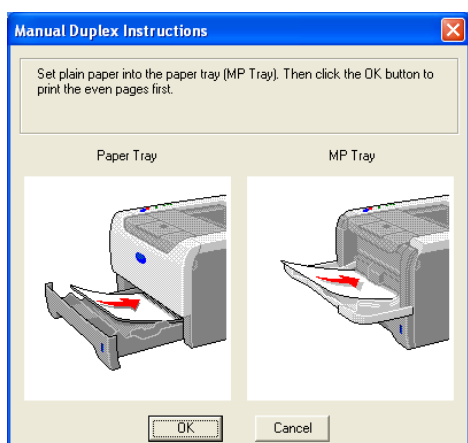 Manual Duplex Instructions
Set plain paper into the paper tray (MP Tray). Then click the OK button to
print the even pages first.
Paper Tray
MP Tray
OK
Cancel